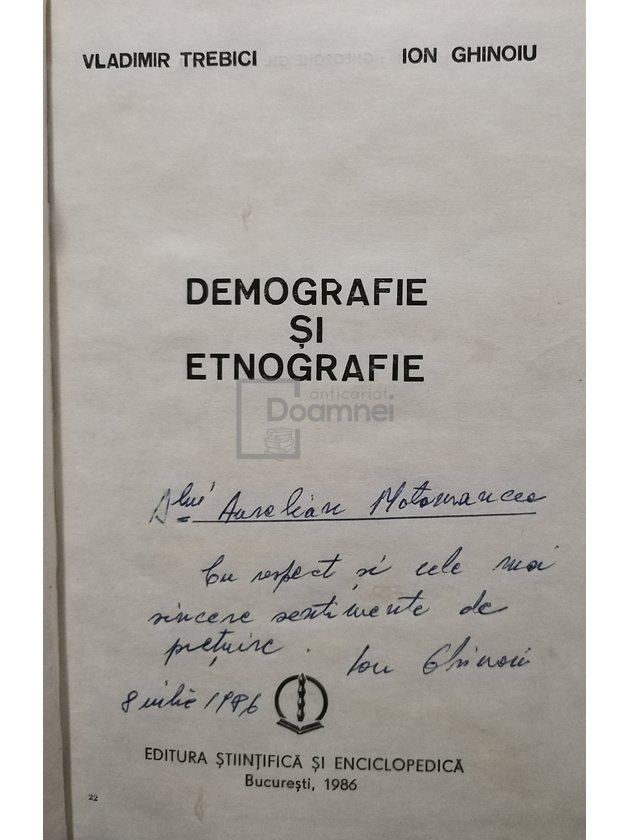 VLADIMIR TREBICI ION GHINOIU
DEMOGRAFIE
ȘI
ETNOGRAFIE
anticariat
Doamnei
Dlui Aurelian
Cu respect și cele mai
sincere sentimente de
prețuire. Ion Ghinoiu
8 iulie 1986
EDITURA ȘTIINȚIFICĂ ȘI ENCICLOPEDICĂ
București, 1986
22